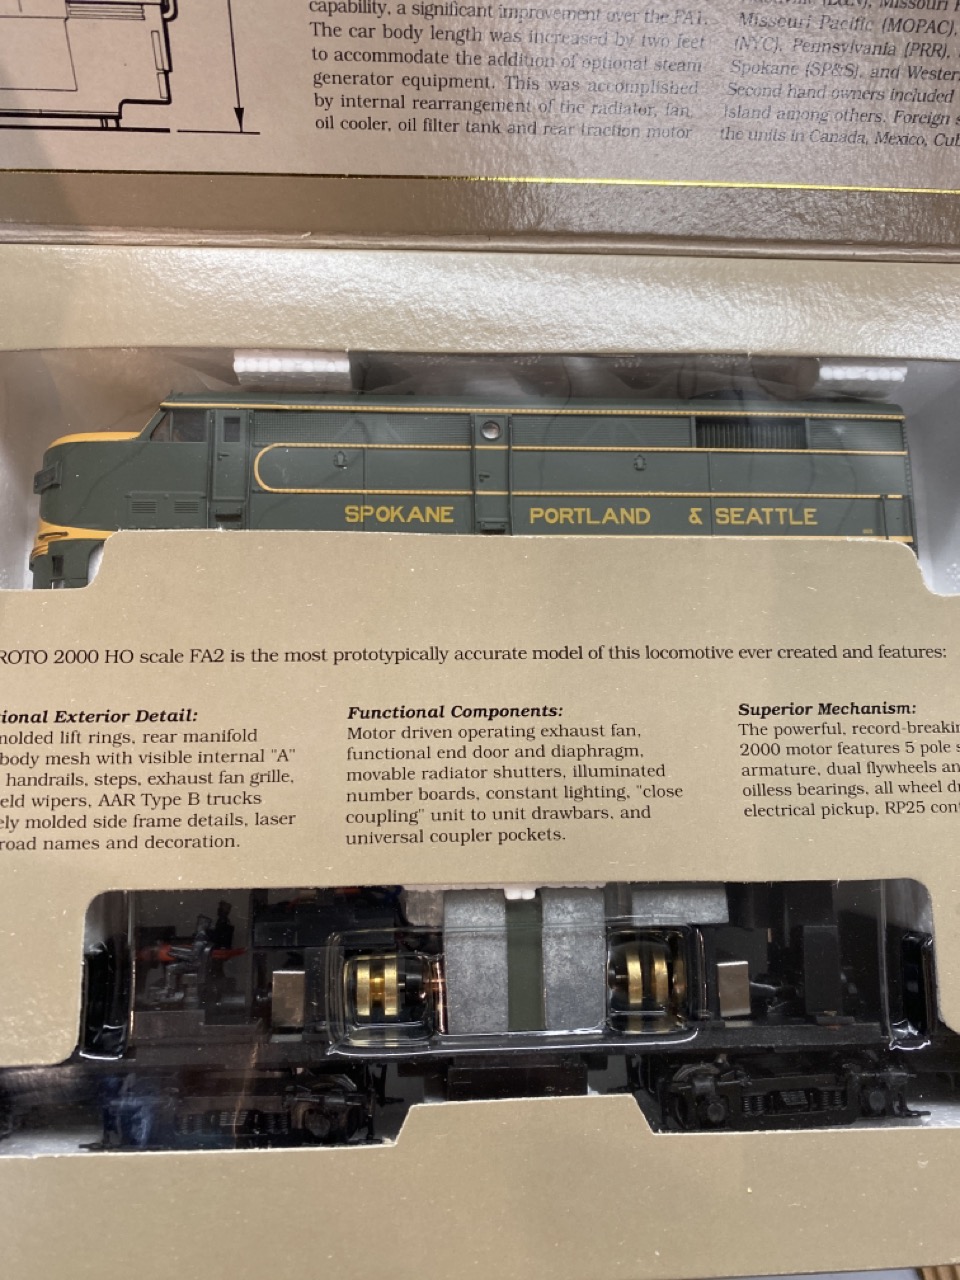 capability, a significant improvement over the FA1.
The car body length was increased by two feet
to accommodate the addition of optional steam
generator equipment. This was accomplished
by internal rearrangement of the radiator, fan,
oil cooler, oil filter tank and rear traction motor
Missouri
Missouri Pacific (MOPAC),
(NYC), Pennsylvania (PRR),
Spokane (SP&S), and
Second hand owners included
Island among others. Foreign
the units in Canada, Mexico,
SPOKANE PORTLAND & SEATTLE
ROTO 2000 HO scale FA2 is the most prototypically accurate model of this locomotive ever created and features:
ional Exterior Detail:
molded lift rings, rear manifold
body mesh with visible internal "A"
handrails, steps, exhaust fan grille,
eld wipers, AAR Type B trucks
ely molded side frame details, laser
road names and decoration.
Functional Components:
Motor driven operating exhaust fan,
functional end door and diaphragm,
movable radiator shutters, illuminated
number boards, constant lighting, "close
coupling" unit to unit drawbars, and
universal coupler pockets.
Superior Mechanism:
The powerful, record-breakin
2000 motor features 5 pole s
armature, dual flywheels an
oilless bearings, all wheel d
electrical pickup, RP25 con